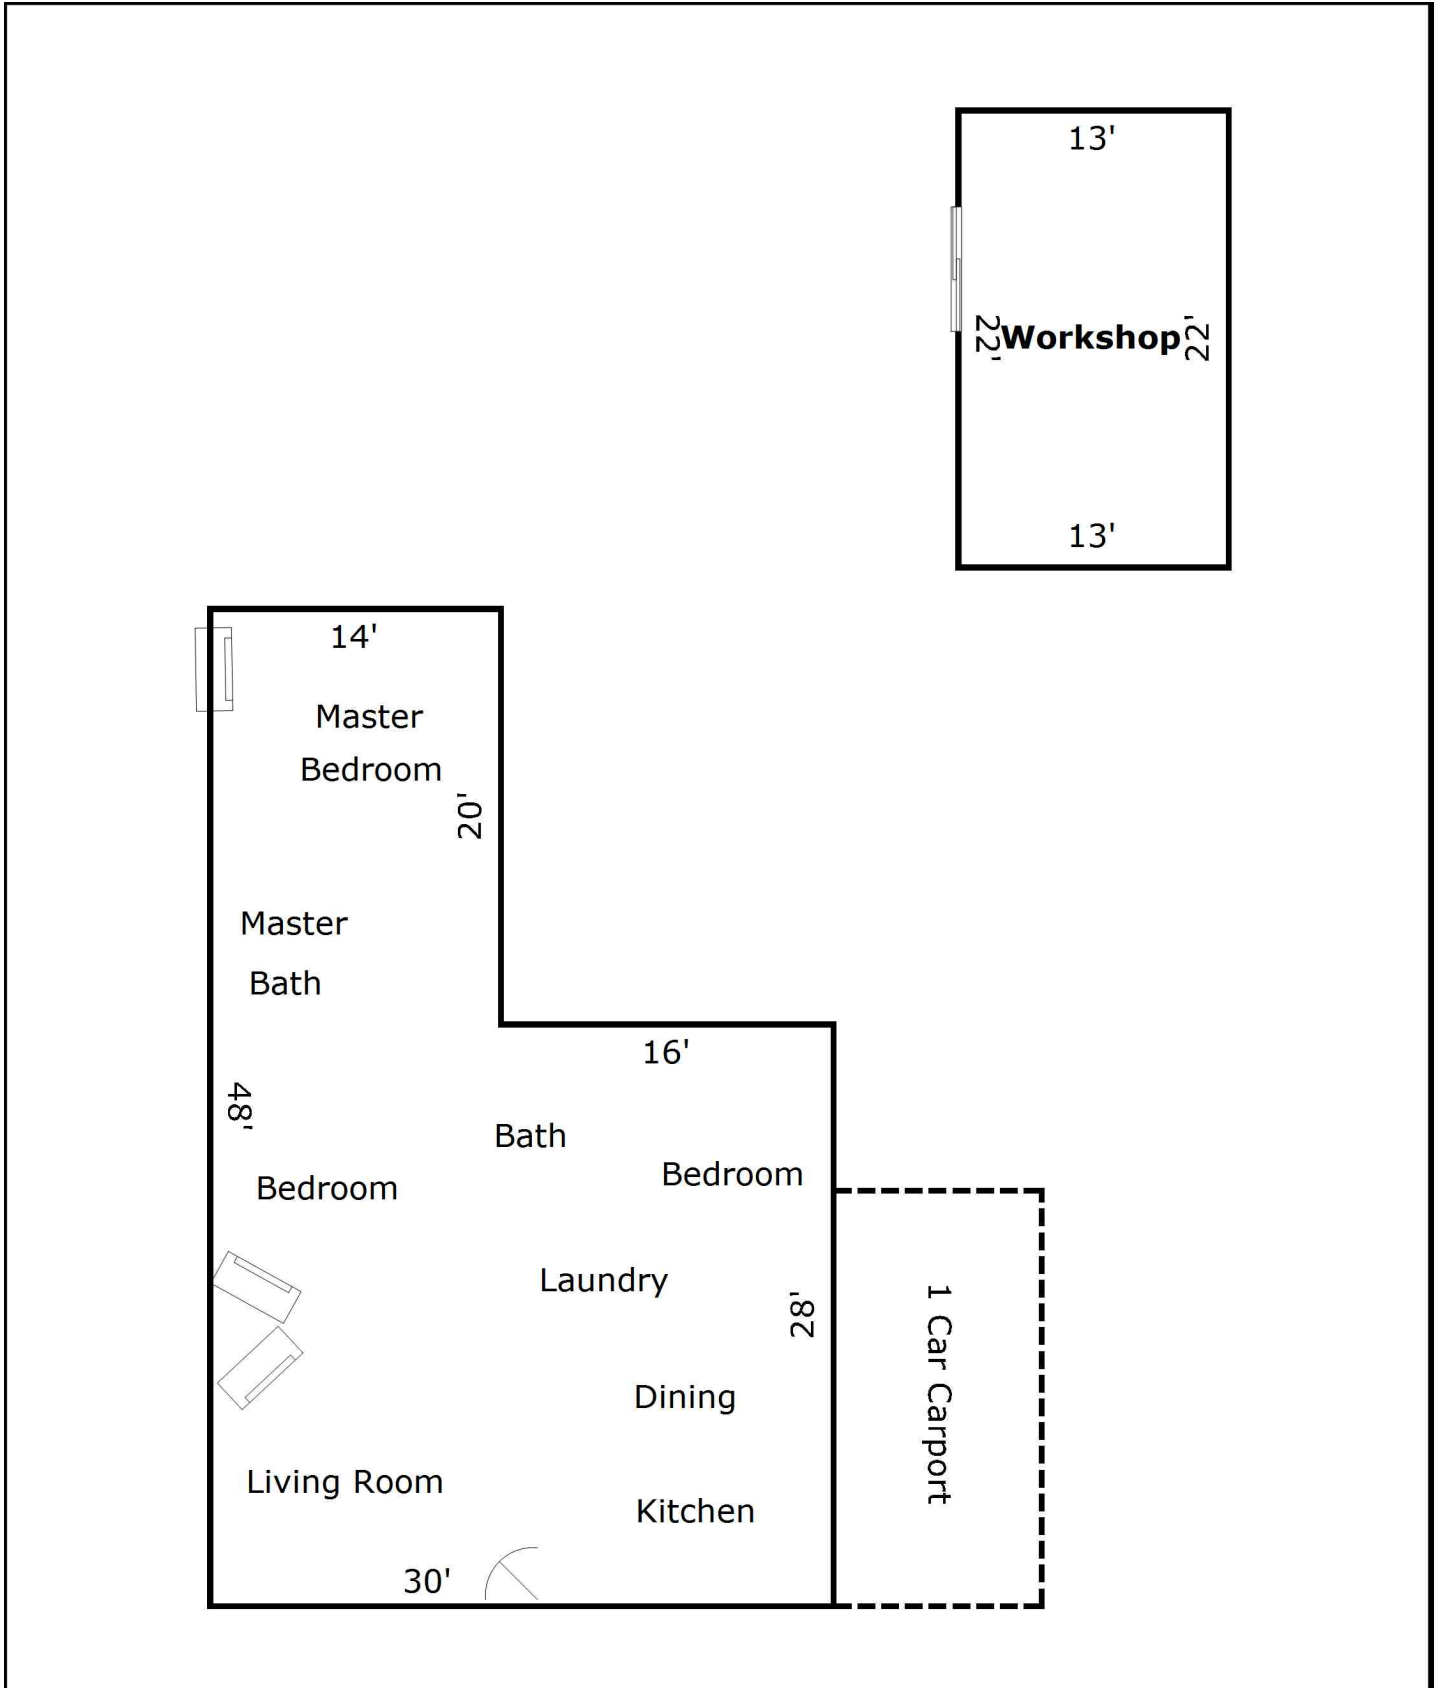 13'
22'
Workshop
22'
13'
14'
Master
Bedroom
20'
Master
Bath
16'
48'
Bath
Bedroom
Bedroom
Laundry
28'
1 Car Carport
Dining
Living Room
Kitchen
30'